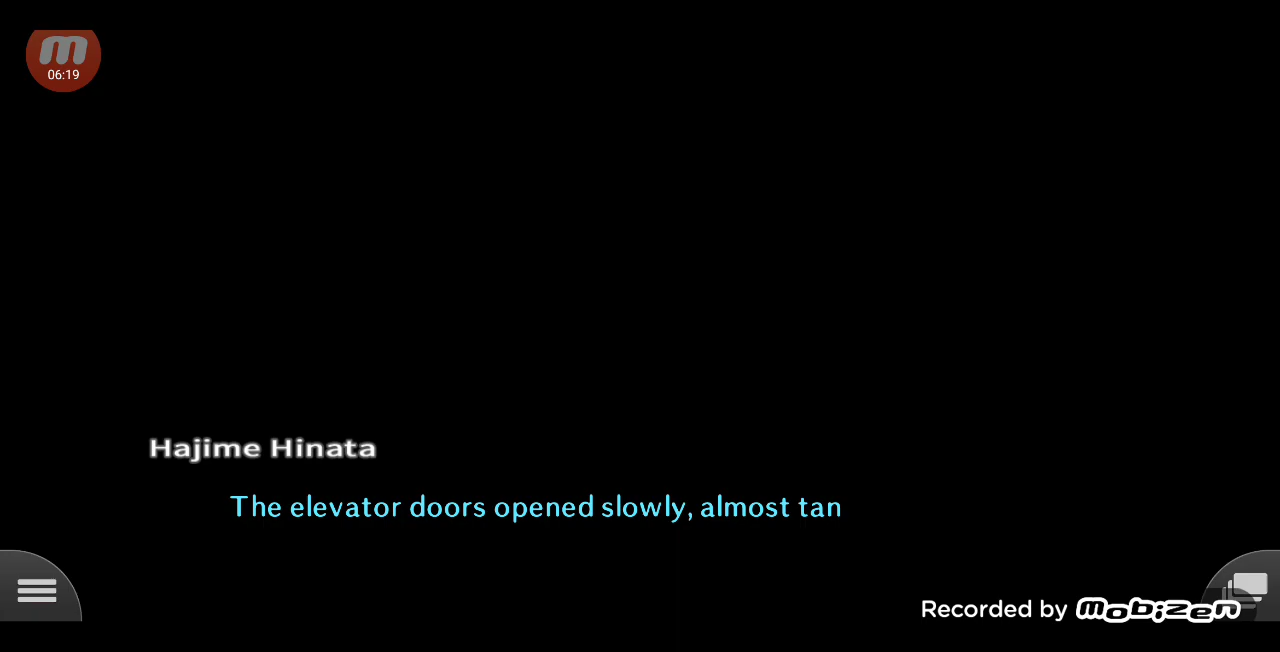 m
06:19
Hajime Hinata
The elevator doors opened slowly, almost tan
Recorded by mobizen